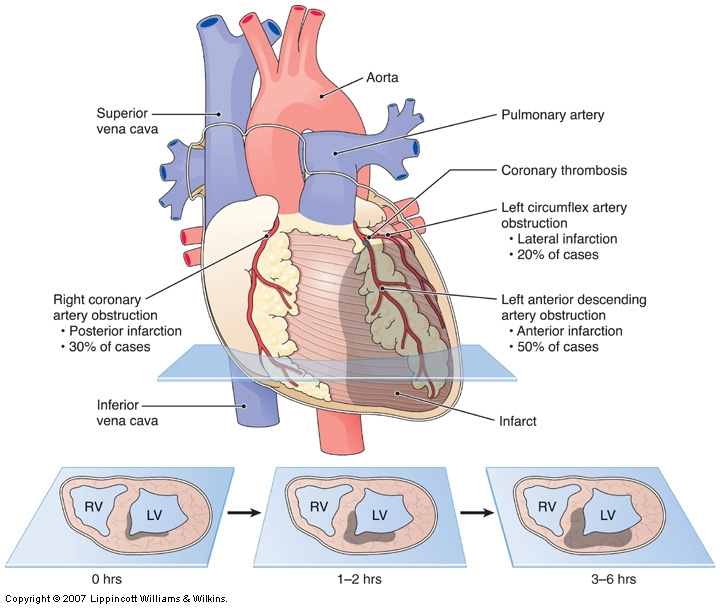 Aorta
Superior
vena cava
Pulmonary artery
Coronary thrombosis
Left circumflex artery
obstruction
• Lateral infarction
• 20% of cases
Right coronary
artery obstruction
• Posterior infarction
• 30% of cases
Left anterior descending
artery obstruction
• Anterior infarction
• 50% of cases
Inferior
vena cava
Infarct
RV
LV
RV
LV
RV
LV
0 hrs
1–2 hrs
3–6 hrs
Copyright © 2007 Lippincott Williams & Wilkins.